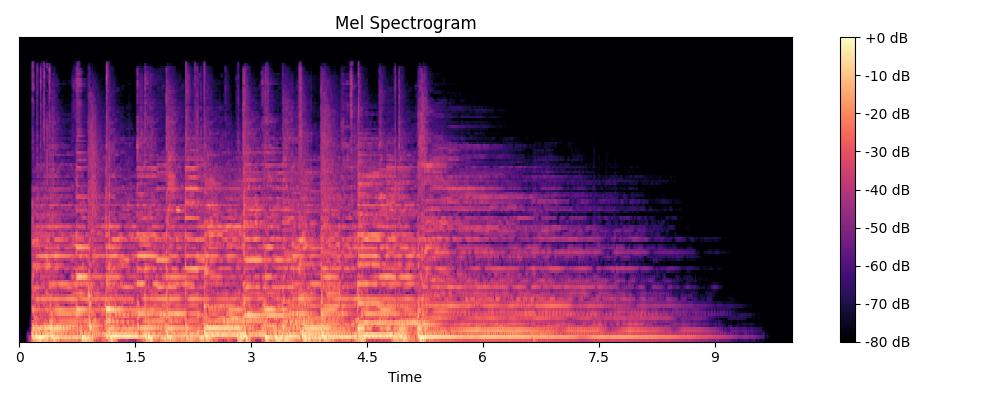 Mel Spectrogram
+0 dB
-10 dB
-20 dB
-30 dB
-40 dB
-50 dB
-60 dB
-70 dB
-80 dB
0 1.5 3 4.5 6 7.5 9
Time